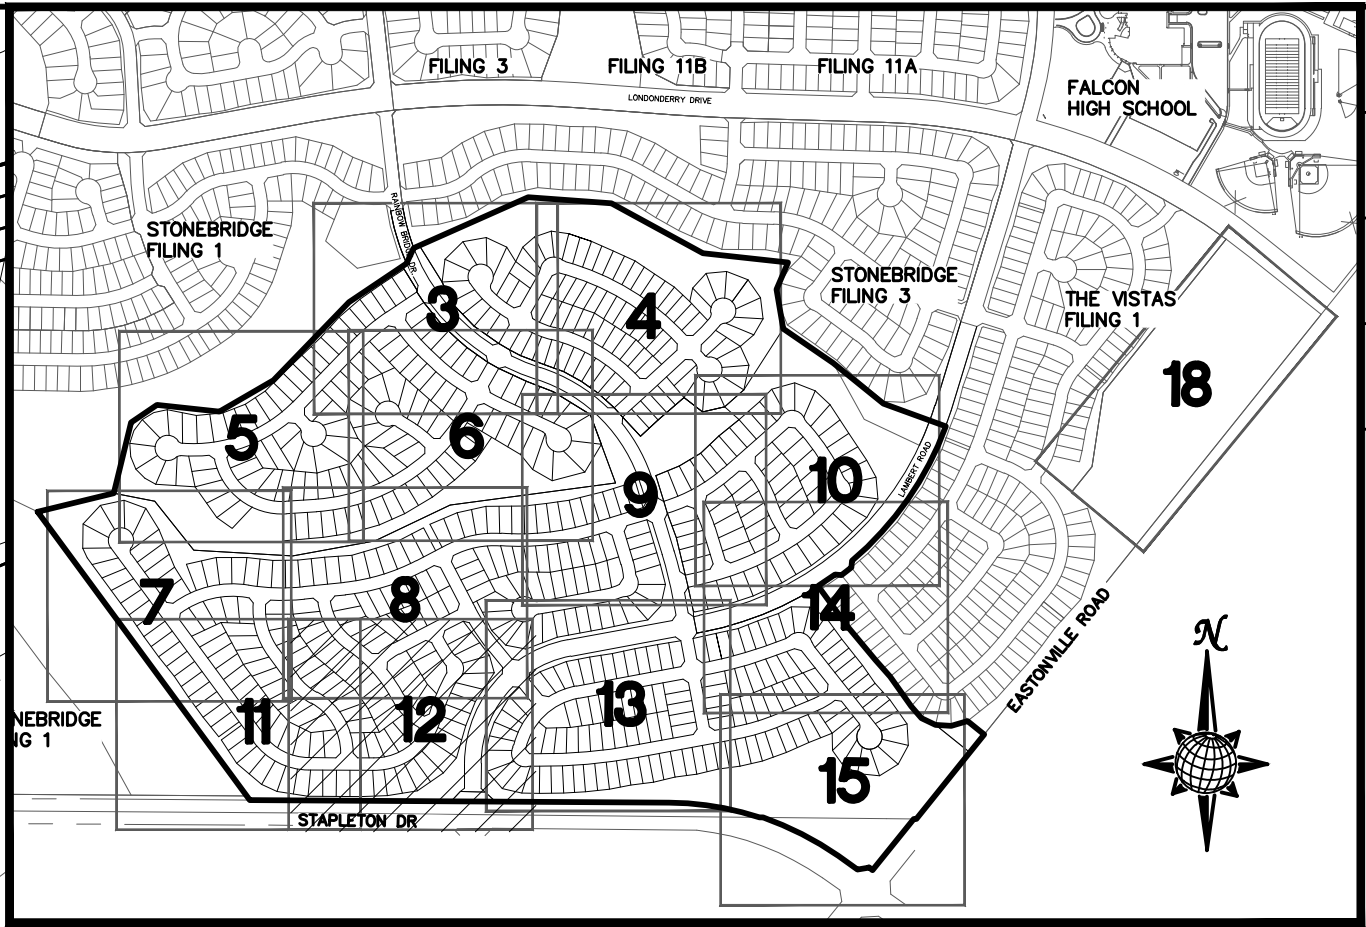 FILING 3
FILING 11B
FILING 11A
LONDONDERRY DRIVE
FALCON
HIGH SCHOOL
RAINBOW BRIDGE DR.
STONEBRIDGE
FILING 1
STONEBRIDGE
FILING 3
THE VISTAS
FILING 1
3
4
18
5
6
10
LAMBERT ROAD
9
7
8
14
EASTONVILLE ROAD
N
11
12
13
NEBRIDGE
NG 1
15
STAPLETON DR